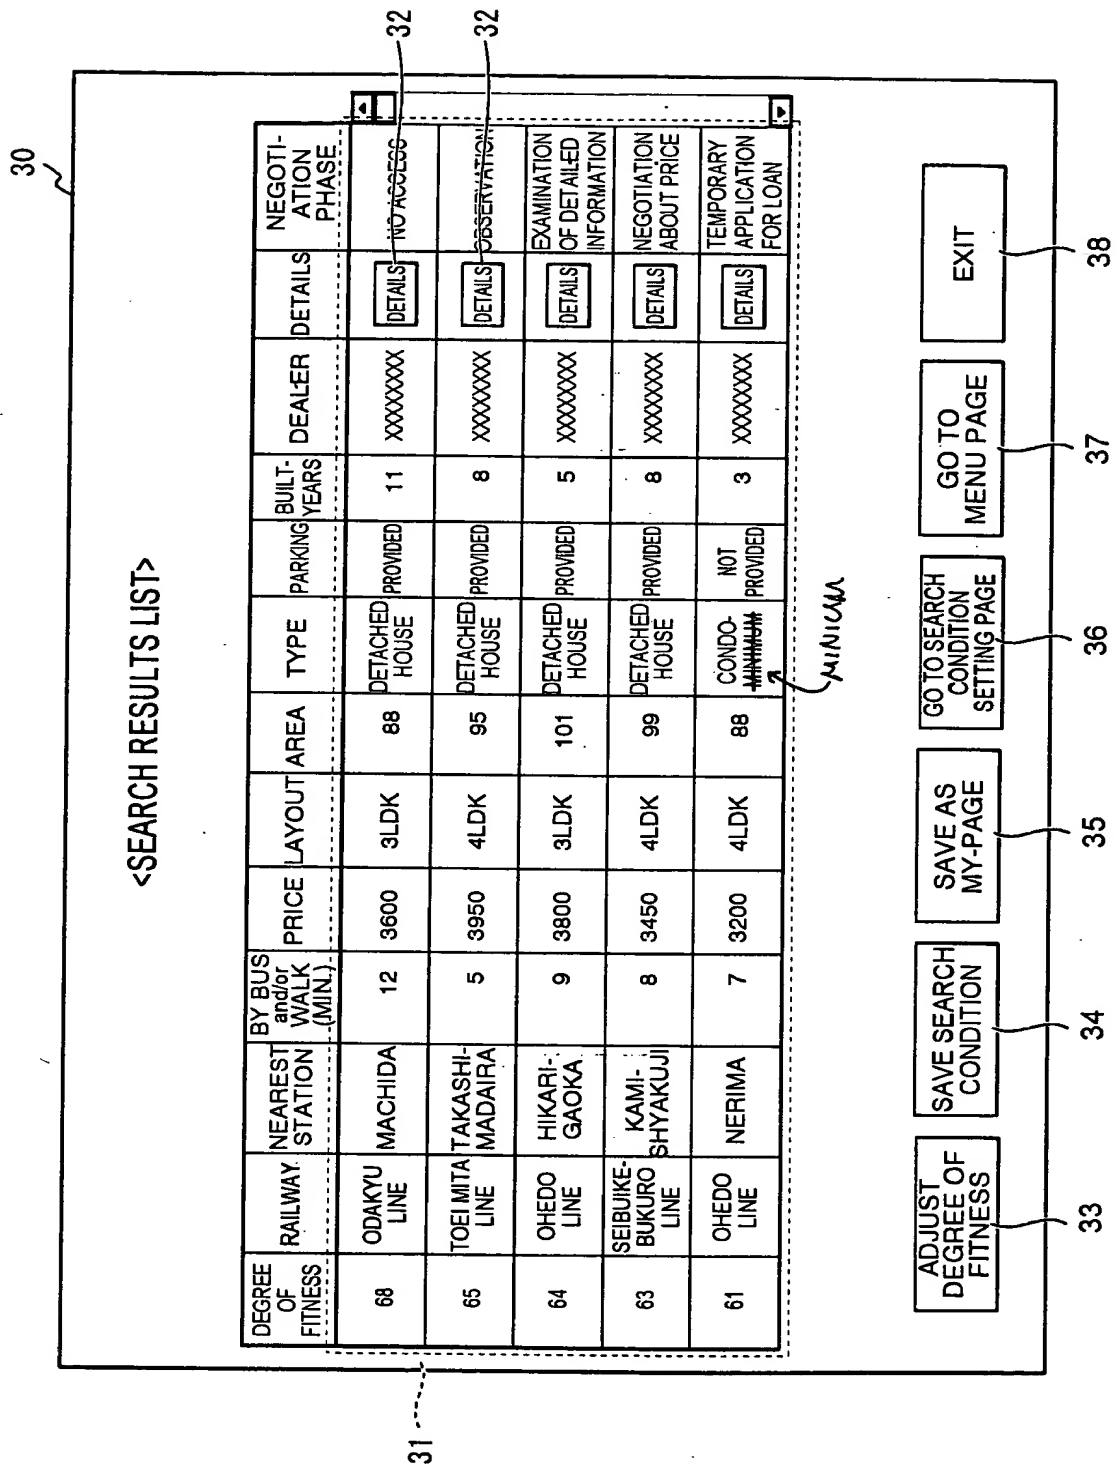 30
<SEARCH RESULTS LIST>
DEGREE OF FITNESS RAILWAY NEAREST STATION BY BUS and/or WALK (MIN.) PRICE LAYOUT AREA TYPE PARKING BUILT-YEARS DEALER DETAILS NEGOTI-ATION PHASE
68 ODAKYU LINE MACHIDA 12 3600 3LDK 88 DETACHED HOUSE PROVIDED 11 XXXXXXXX DETAILS NO ACCESS
65 TOEI MITA LINE TAKASHI-MADAIRA 5 3950 4LDK 95 DETACHED HOUSE PROVIDED 8 XXXXXXXX DETAILS OBSERVATION
64 OHEDO LINE HIKARI-GAOKA 9 3800 3LDK 101 DETACHED HOUSE PROVIDED 5 XXXXXXXX DETAILS EXAMINATION OF DETAILED INFORMATION
63 SEIBUIKE-BUKURO LINE KAMI-SHYAKUJI 8 3450 4LDK 99 DETACHED HOUSE PROVIDED 8 XXXXXXXX DETAILS NEGOTIATION ABOUT PRICE
61 OHEDO LINE NERIMA 7 3200 4LDK 88 CONDO-MINIMUM NOT PROVIDED 3 XXXXXXXX DETAILS TEMPORARY APPLICATION FOR LOAN
32
32
31
ADJUST DEGREE OF FITNESS
SAVE SEARCH CONDITION
SAVE AS MY-PAGE
GO TO SEARCH CONDITION SETTING PAGE
GO TO MENU PAGE
EXIT
33
34
35
36
37
38